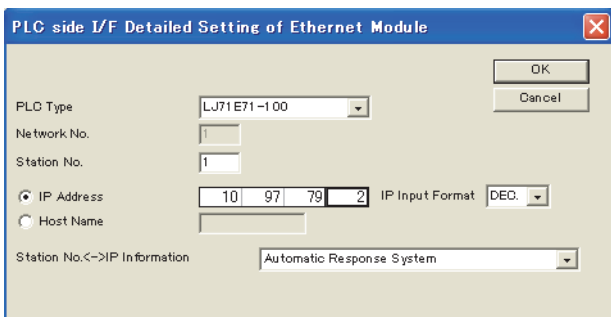 PLC side I/F Detailed Setting of Ethernet Module
OK
Cancel
PLC Type LJ71E71-100
Network No. 1
Station No. 1
IP Address 10 97 79 2 IP Input Format DEC.
Host Name
Station No.<->IP Information Automatic Response System